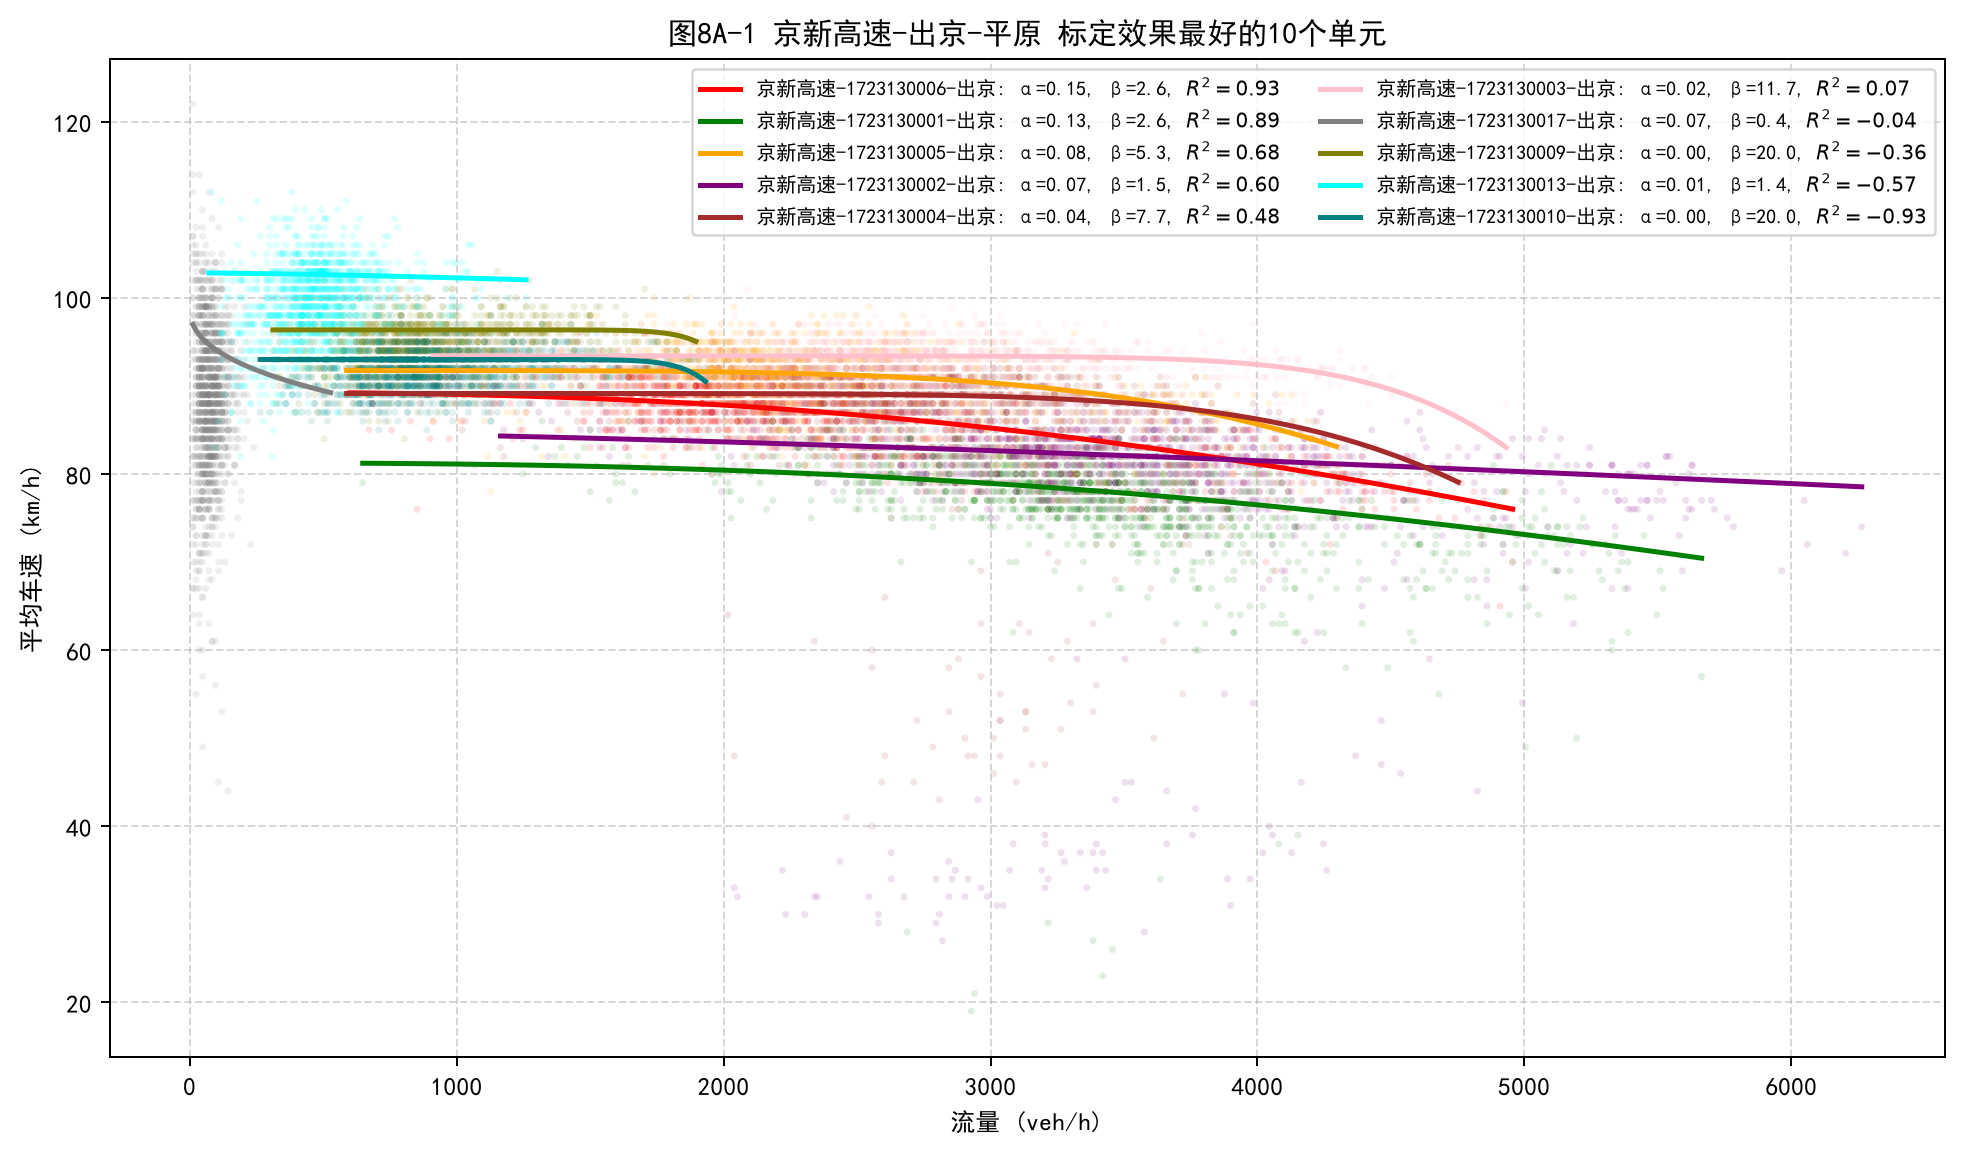 图8A-1 京新高速-出京-平原 标定效果最好的10个单元
京新高速-1723130006-出京: α=0.15, β=2.6, R² = 0.93
京新高速-1723130001-出京: α=0.13, β=2.6, R² = 0.89
京新高速-1723130005-出京: α=0.08, β=5.3, R² = 0.68
京新高速-1723130002-出京: α=0.07, β=1.5, R² = 0.60
京新高速-1723130004-出京: α=0.04, β=7.7, R² = 0.48
京新高速-1723130003-出京: α=0.02, β=11.7, R² = 0.07
京新高速-1723130017-出京: α=0.07, β=0.4, R² = −0.04
京新高速-1723130009-出京: α=0.00, β=20.0, R² = −0.36
京新高速-1723130013-出京: α=0.01, β=1.4, R² = −0.57
京新高速-1723130010-出京: α=0.00, β=20.0, R² = −0.93
平均车速 (km/h)
120
100
80
60
40
20
0 1000 2000 3000 4000 5000 6000
流量 (veh/h)